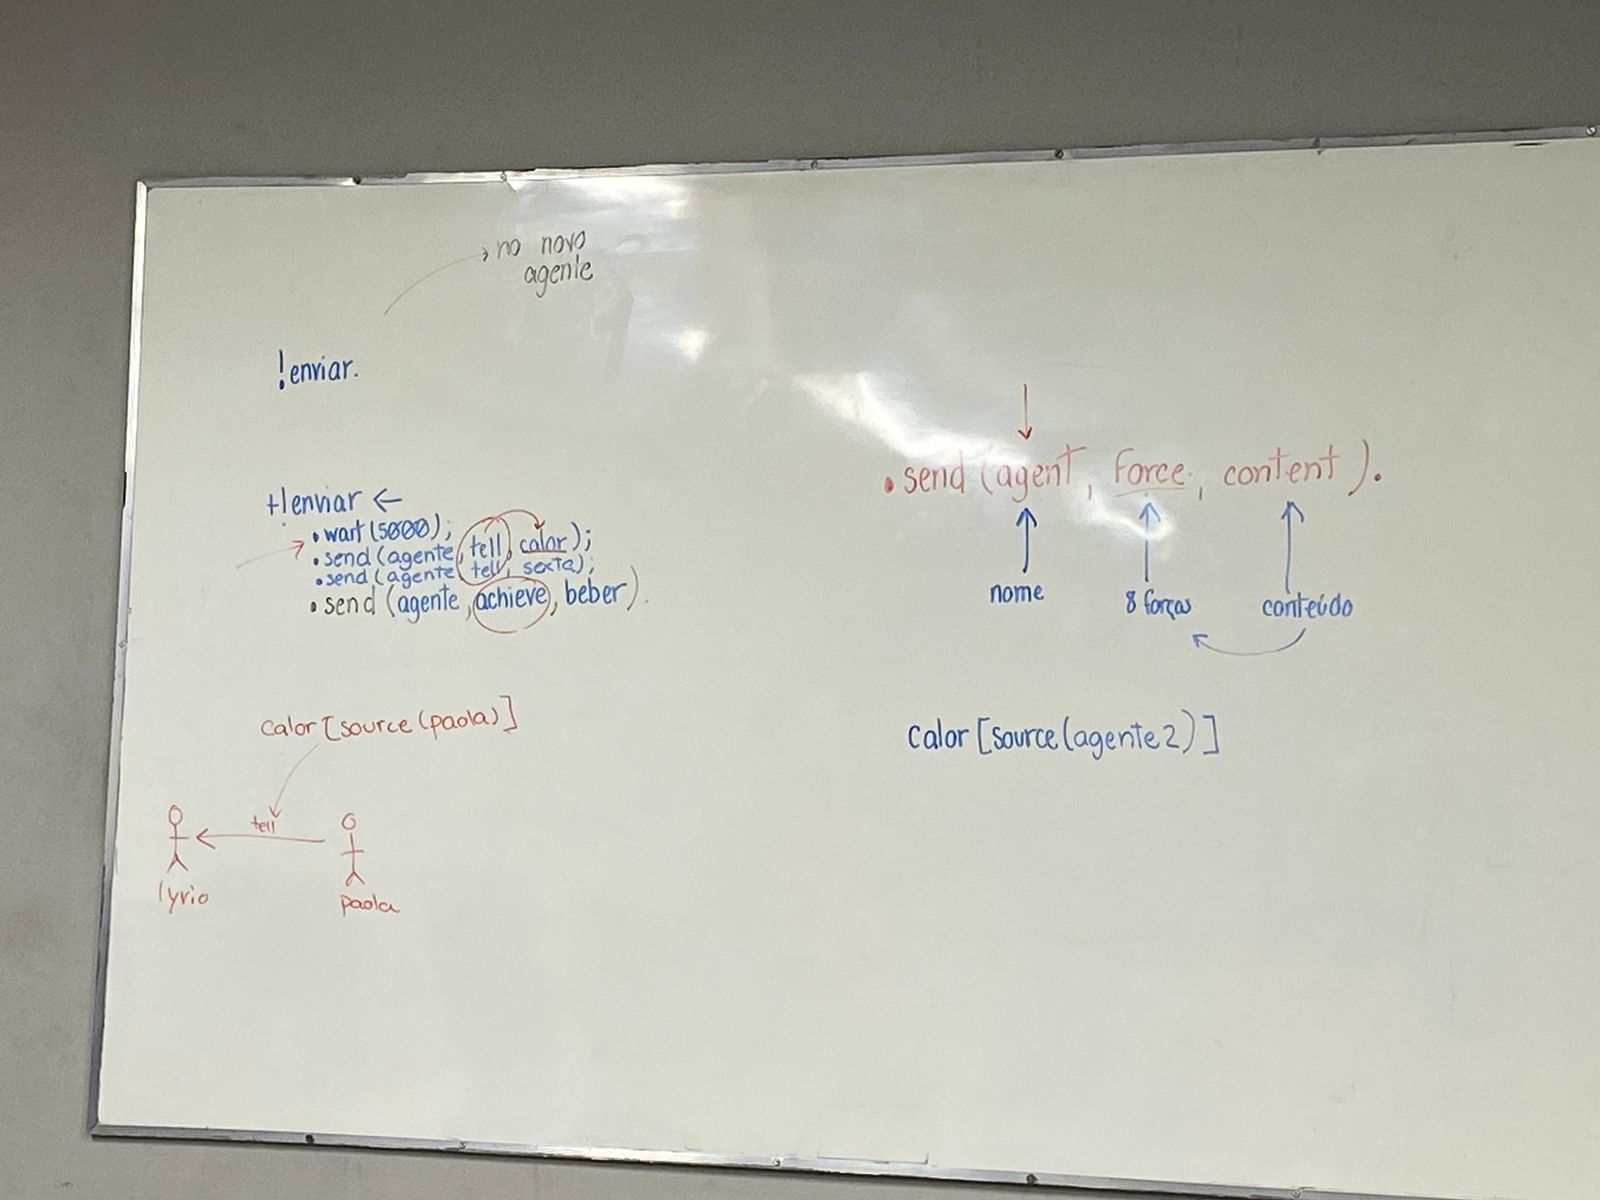 no novo
agente
!enviar.
+!enviar ←
.wait(5000);
.send(agente, tell, calor);
.send(agente, tell, sexta);
.send(agente, achieve, beber).
calor[source(paola)]
tell
lyrio
paola
.send(agent, force, content).
nome
8 forças
conteúdo
calor[source(agente2)]